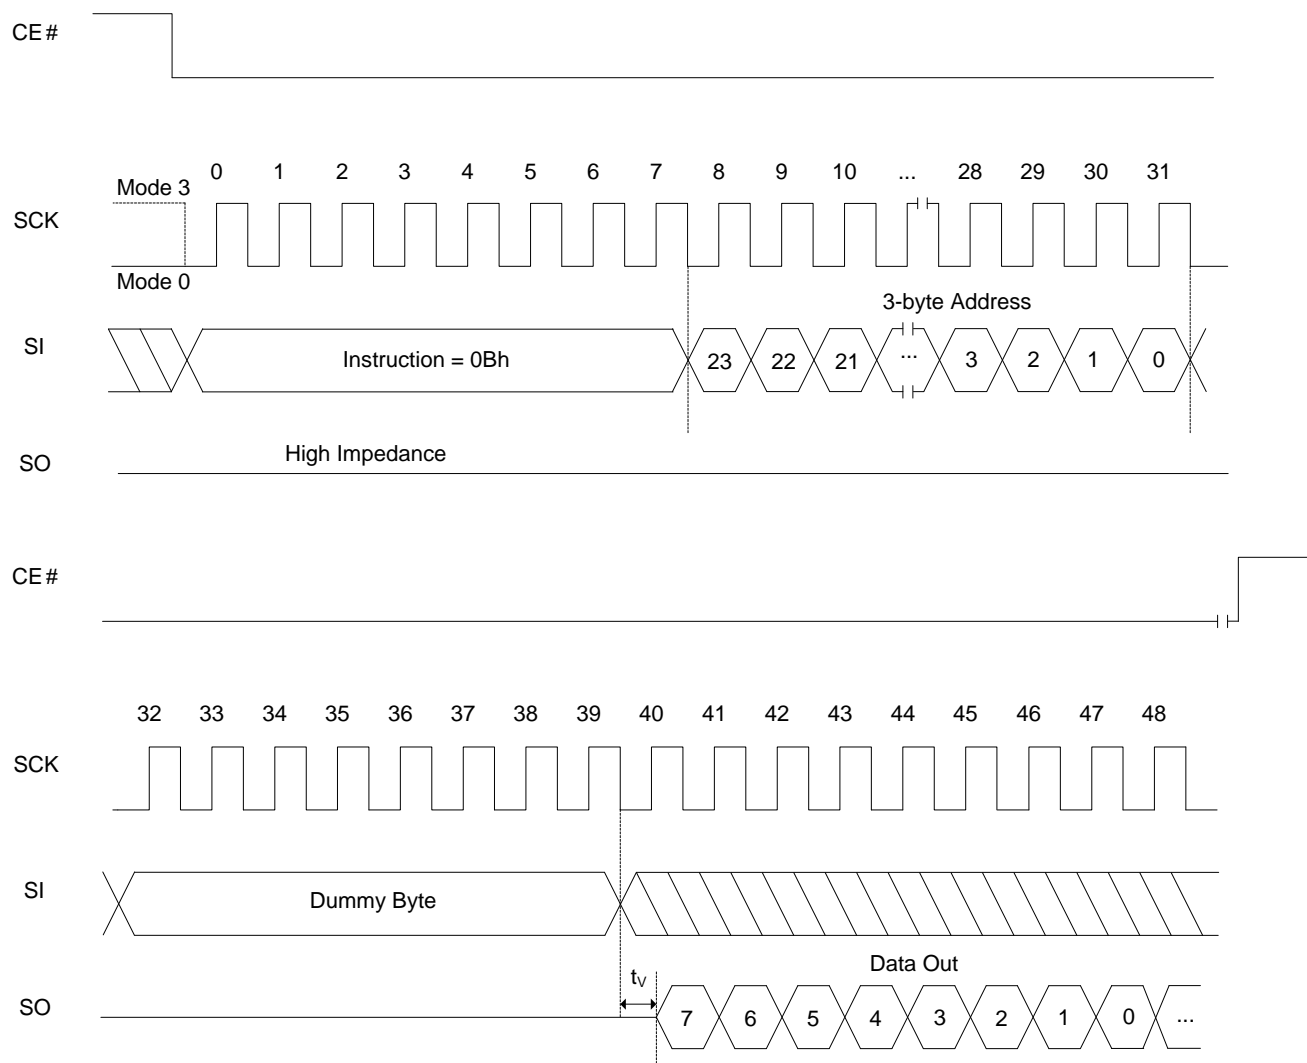 CE#
0 1 2 3 4 5 6 7 8 9 10 ... 28 29 30 31
Mode 3
SCK
Mode 0
3-byte Address
SI
Instruction = 0Bh 23 22 21 ... 3 2 1 0
High Impedance
SO
CE#
32 33 34 35 36 37 38 39 40 41 42 43 44 45 46 47 48
SCK
SI
Dummy Byte
Data Out
tV
SO
7 6 5 4 3 2 1 0 ...